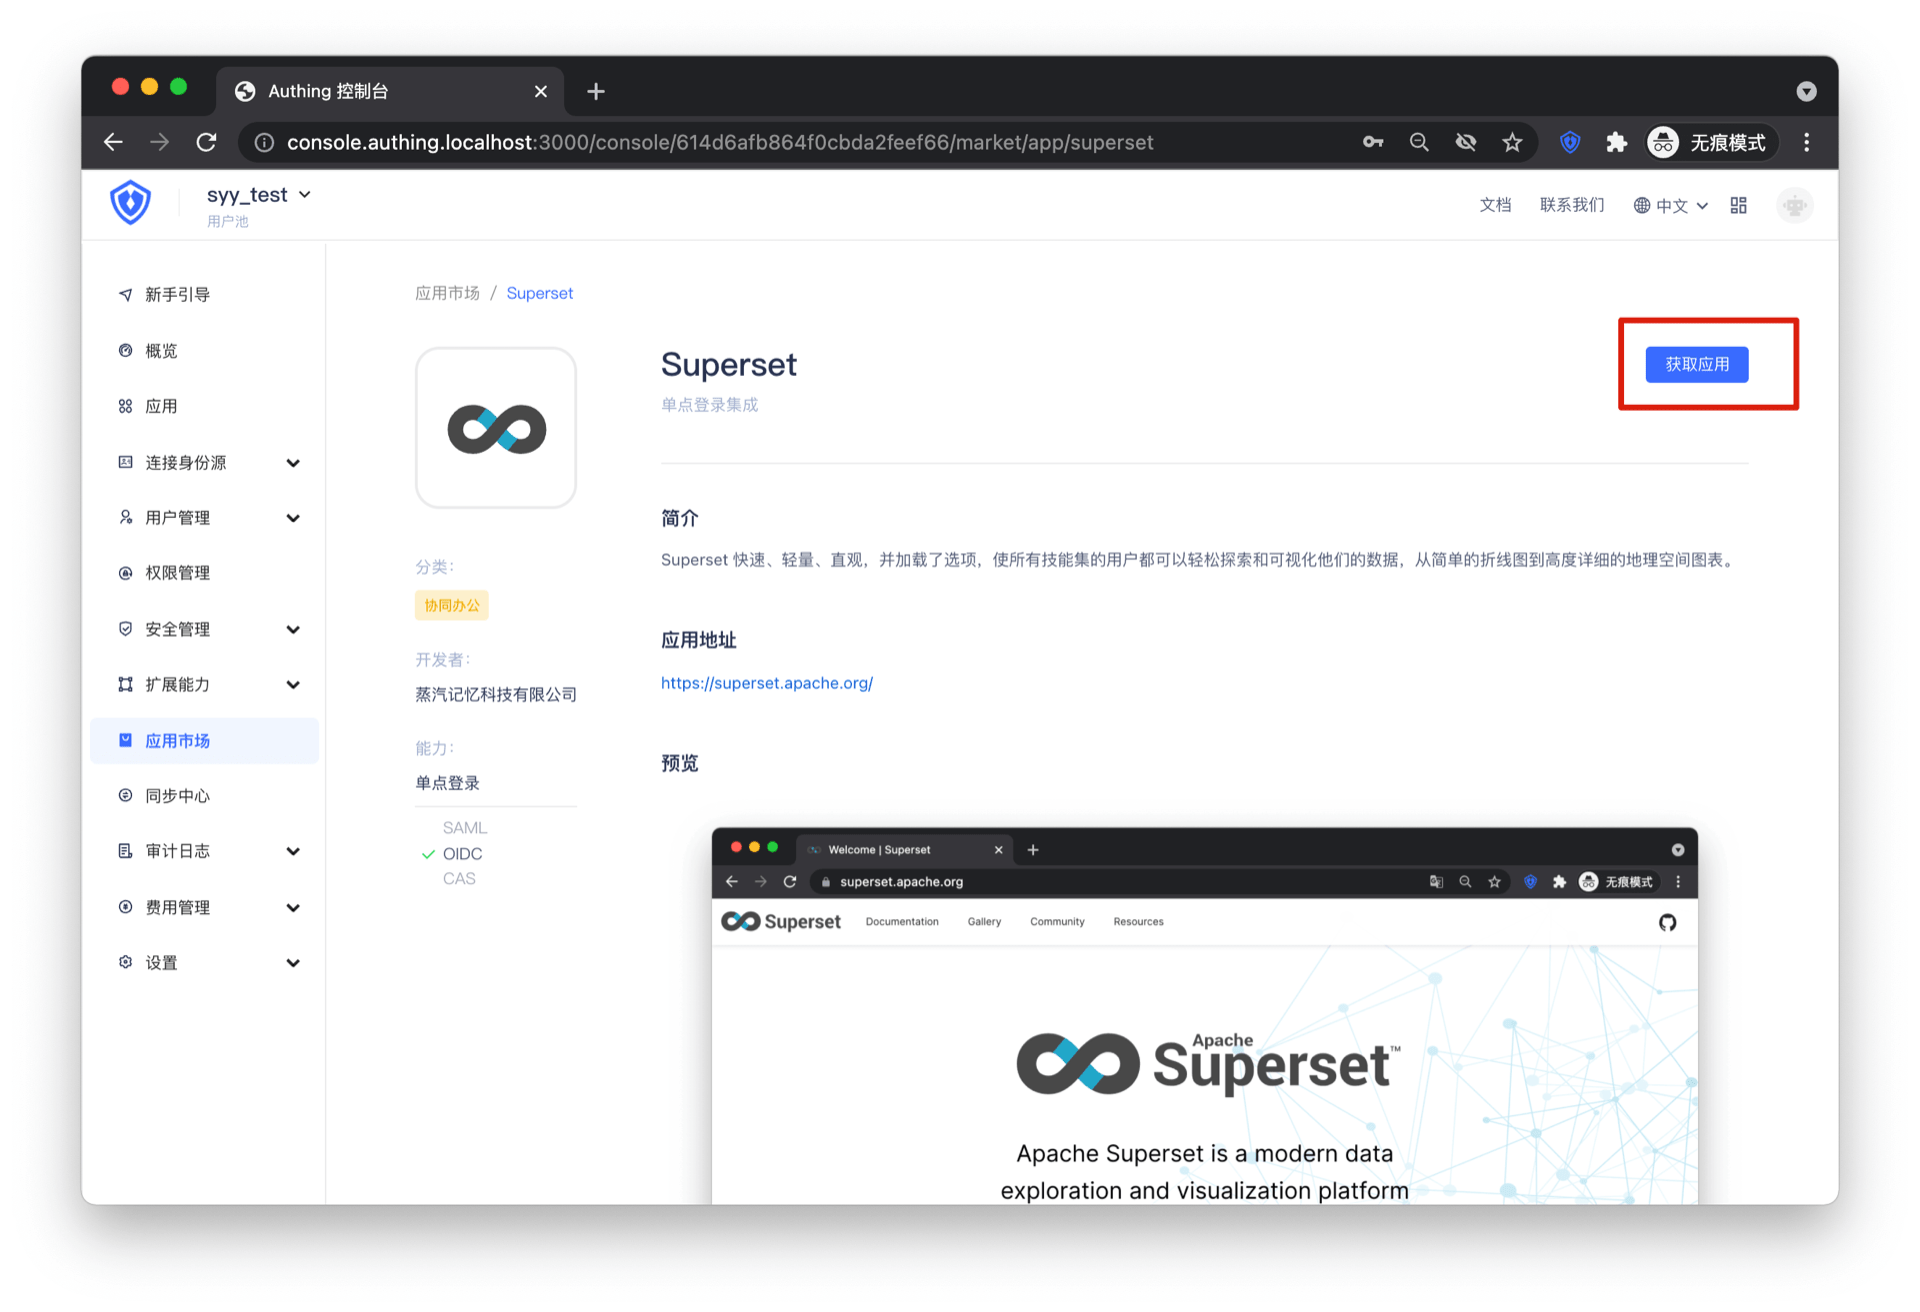 Authing 控制台
console.authing.localhost:3000/console/614d6afb864f0cbda2feef66/market/app/superset
无痕模式
syy_test
用户池
文档
联系我们
中文
新手引导
概览
应用
连接身份源
用户管理
权限管理
安全管理
扩展能力
应用市场
同步中心
审计日志
费用管理
设置
应用市场 / Superset
分类：
协同办公
开发者：
蒸汽记忆科技有限公司
能力：
单点登录
SAML
OIDC
CAS
Superset
获取应用
单点登录集成
简介
Superset 快速、轻量、直观，并加载了选项，使所有技能集的用户都可以轻松探索和可视化他们的数据，从简单的折线图到高度详细的地理空间图表。
应用地址
https://superset.apache.org/
预览
Welcome | Superset
superset.apache.org
无痕模式
Superset
Documentation
Gallery
Community
Resources
Apache
Superset™
Apache Superset is a modern data
exploration and visualization platform